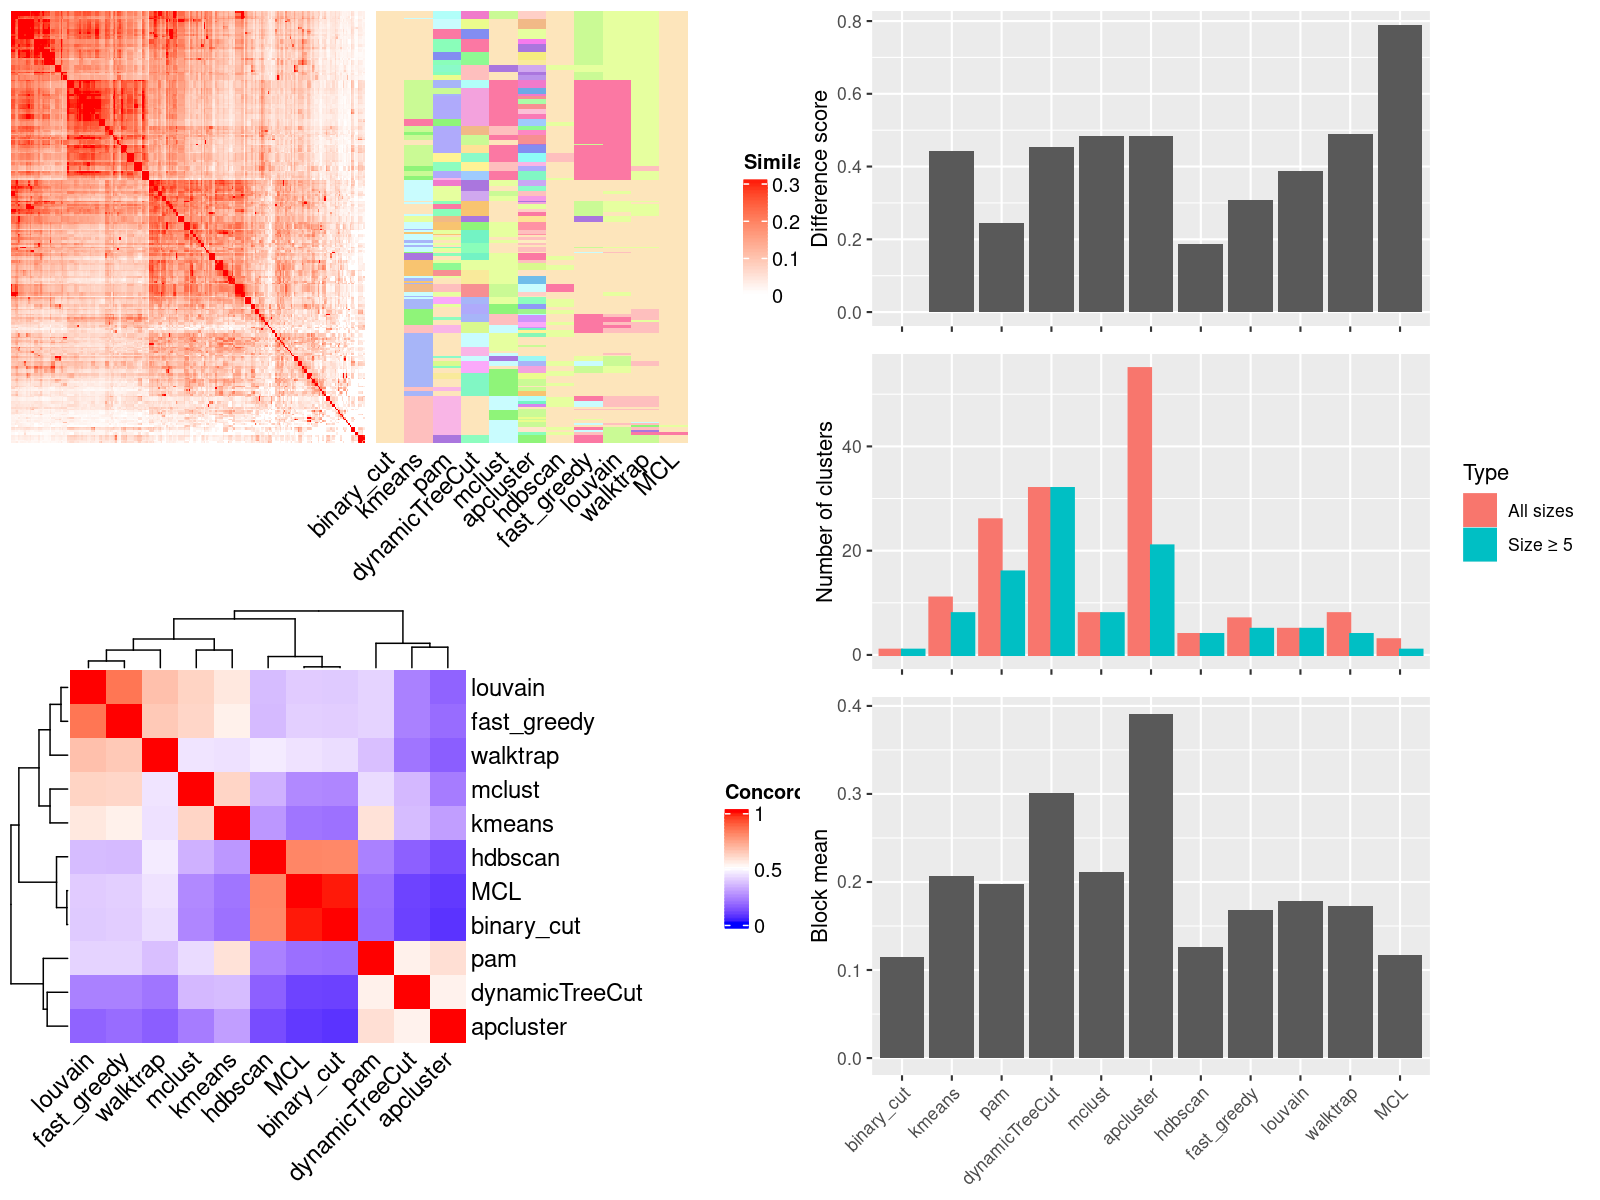 Simila
0.3
0.2
0.1
0
binary_cut
kmeans
pam
dynamicTreeCut
mclust
apcluster
hdbscan
fast_greedy
louvain
walktrap
MCL
louvain
fast_greedy
walktrap
mclust
kmeans
hdbscan
MCL
binary_cut
pam
dynamicTreeCut
apcluster
louvain
fast_greedy
walktrap
mclust
kmeans
hdbscan
MCL
binary_cut
pam
dynamicTreeCut
apcluster
Concord
1
0.5
0
Difference score
0.8
0.6
0.4
0.2
0.0
Number of clusters
40
20
0
Type
All sizes
Size ≥ 5
Block mean
0.4
0.3
0.2
0.1
0.0
binary_cut
kmeans
pam
dynamicTreeCut
mclust
apcluster
hdbscan
fast_greedy
louvain
walktrap
MCL